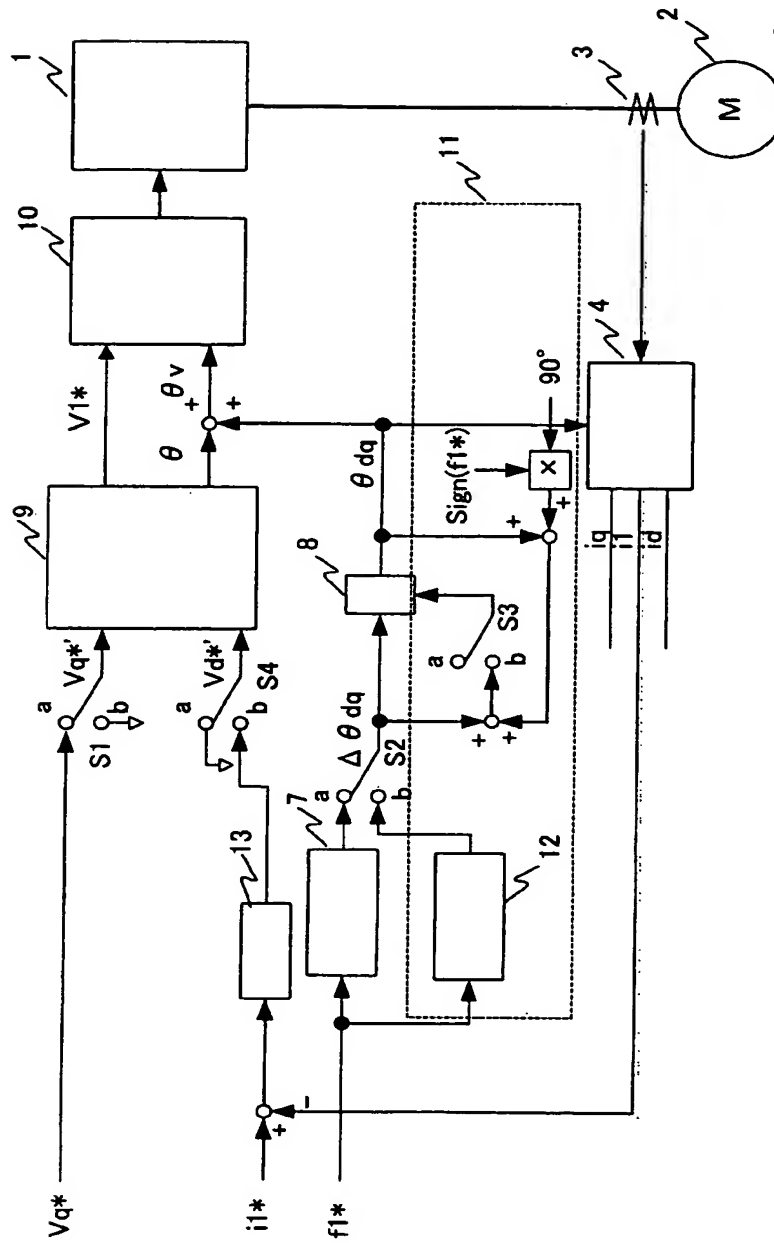 Vq*
i1*
f1*
a
b
S1
Vq*'
9
V1*
θ
θv
+
+
10
1
13
a
b
S4
Vd*'
+
-
7
a
b
S2
Δθdq
8
θdq
12
a
b
S3
+
+
+
+
Sign(f1*)
×
90°
11
4
iq
i1
id
3
2
M